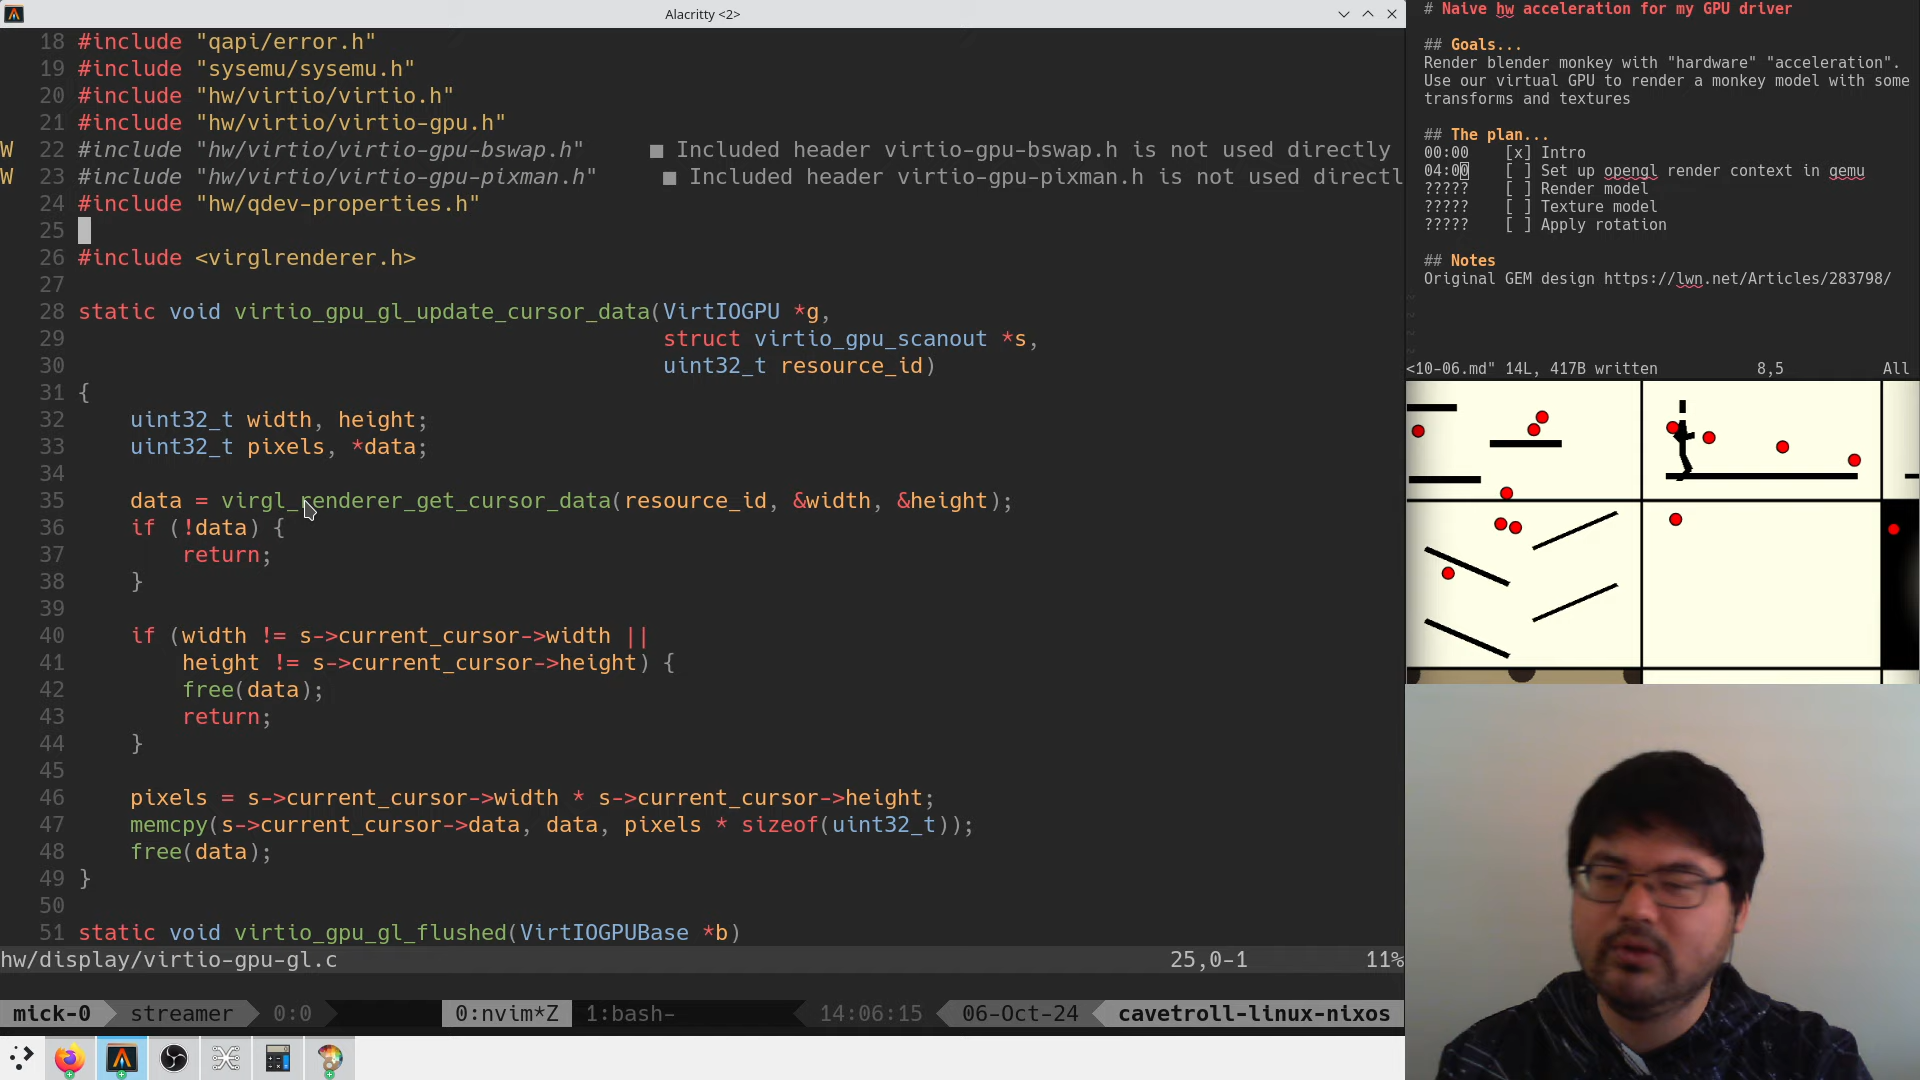 Alacritty <2>
18 #include "qapi/error.h"
19 #include "sysemu/sysemu.h"
20 #include "hw/virtio/virtio.h"
21 #include "hw/virtio/virtio-gpu.h"
W 22 #include "hw/virtio/virtio-gpu-bswap.h" ■ Included header virtio-gpu-bswap.h is not used directly
W 23 #include "hw/virtio/virtio-gpu-pixman.h" ■ Included header virtio-gpu-pixman.h is not used directl
24 #include "hw/qdev-properties.h"
25
26 #include <virglrenderer.h>
27
28 static void virtio_gpu_gl_update_cursor_data(VirtIOGPU *g,
29 struct virtio_gpu_scanout *s,
30 uint32_t resource_id)
31 {
32 uint32_t width, height;
33 uint32_t pixels, *data;
34
35 data = virgl_renderer_get_cursor_data(resource_id, &width, &height);
36 if (!data) {
37 return;
38 }
39
40 if (width != s->current_cursor->width ||
41 height != s->current_cursor->height) {
42 free(data);
43 return;
44 }
45
46 pixels = s->current_cursor->width * s->current_cursor->height;
47 memcpy(s->current_cursor->data, data, pixels * sizeof(uint32_t));
48 free(data);
49 }
50
51 static void virtio_gpu_gl_flushed(VirtIOGPUBase *b)
hw/display/virtio-gpu-gl.c 25,0-1 11%
mick-0 streamer 0:0 0:nvim*Z 1:bash- 14:06:15 06-Oct-24 cavetroll-linux-nixos
# Naive hw acceleration for my GPU driver
## Goals...
Render blender monkey with "hardware" "acceleration".
Use our virtual GPU to render a monkey model with some
transforms and textures
## The plan...
00:00 [x] Intro
04:00 [ ] Set up opengl render context in qemu
????? [ ] Render model
????? [ ] Texture model
????? [ ] Apply rotation
## Notes
Original GEM design https://lwn.net/Articles/283798/
~
~
~
~
<10-06.md" 14L, 417B written 8,5 All